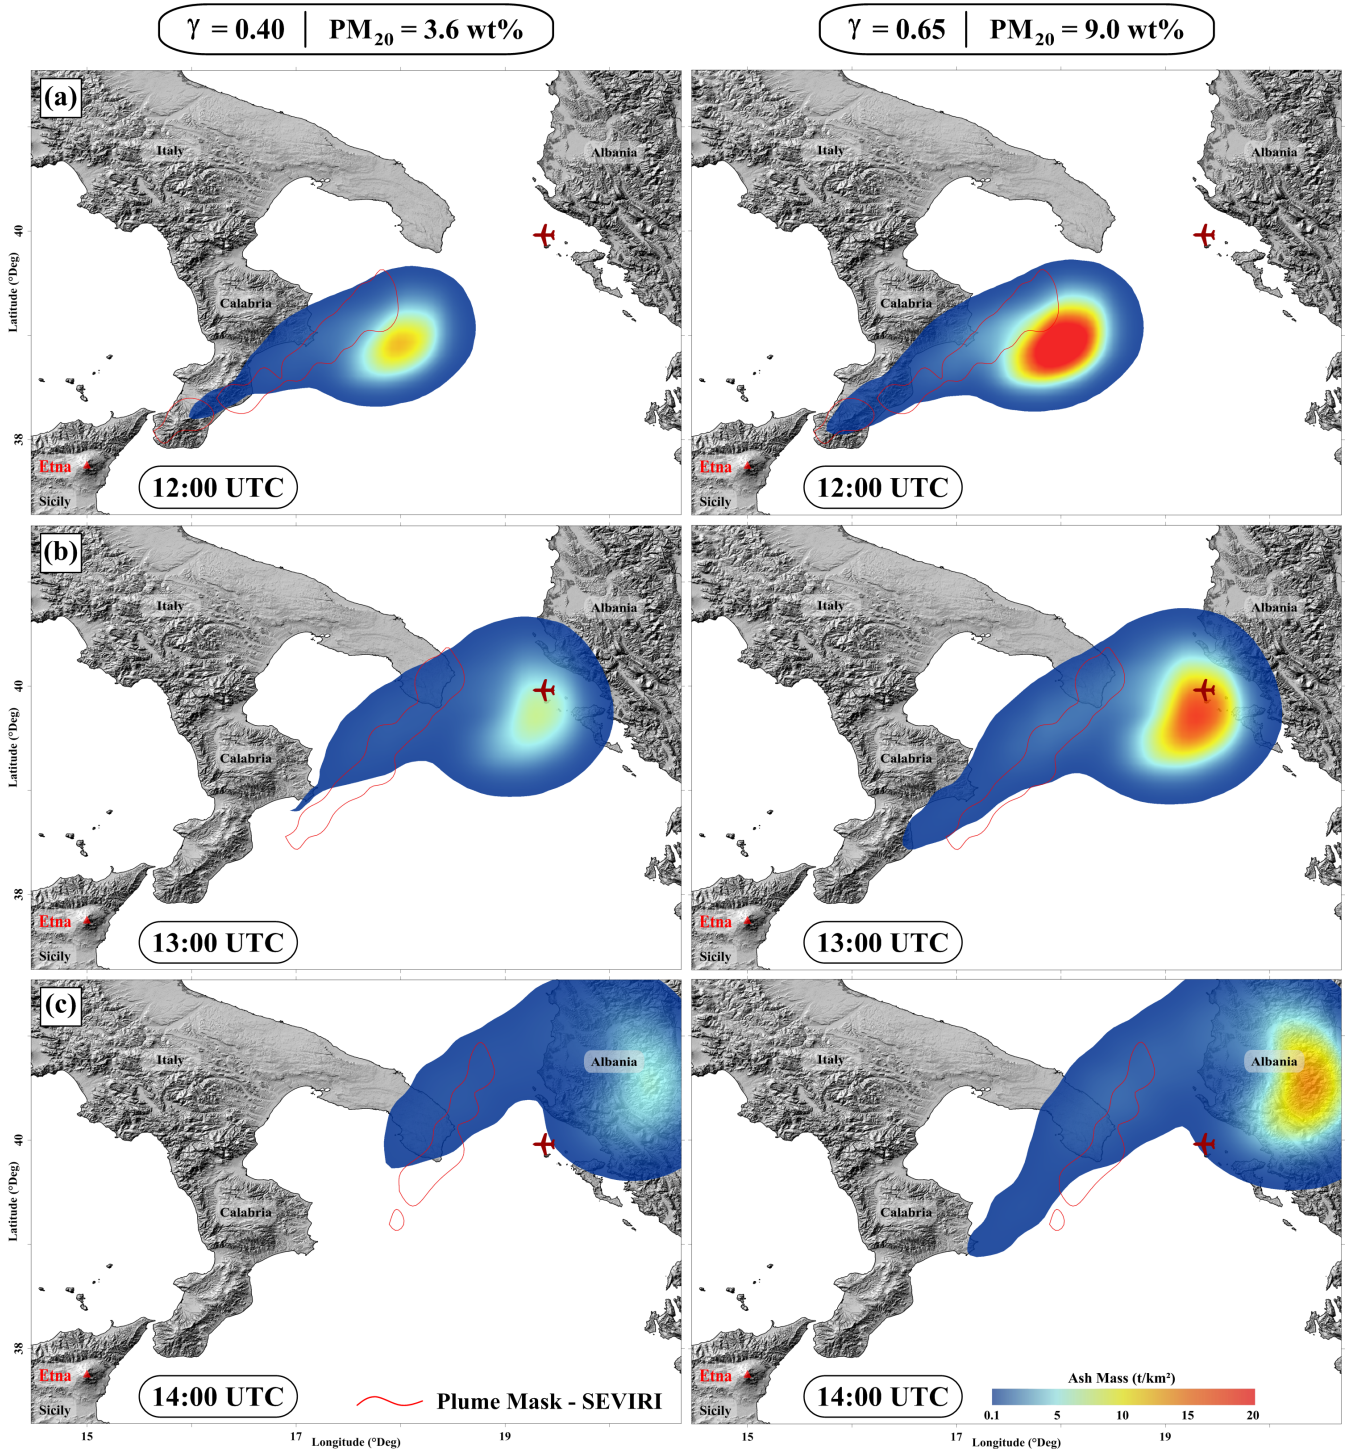 γ = 0.40 | PM20 = 3.6 wt%
γ = 0.65 | PM20 = 9.0 wt%
(a)
Italy
Albania
Calabria
Etna
Sicily
12:00 UTC
40
38
Latitude (°Deg)
Italy
Albania
Calabria
Etna
Sicily
12:00 UTC
(b)
Italy
Albania
Calabria
Etna
Sicily
13:00 UTC
40
38
Latitude (°Deg)
Italy
Albania
Calabria
Etna
Sicily
13:00 UTC
(c)
Italy
Albania
Calabria
Etna
Sicily
14:00 UTC
Plume Mask - SEVIRI
40
38
Latitude (°Deg)
15 17 19
Longitude (°Deg)
Italy
Albania
Calabria
Etna
Sicily
14:00 UTC
Ash Mass (t/km²)
0.1 5 10 15 20
15 17 19
Longitude (°Deg)